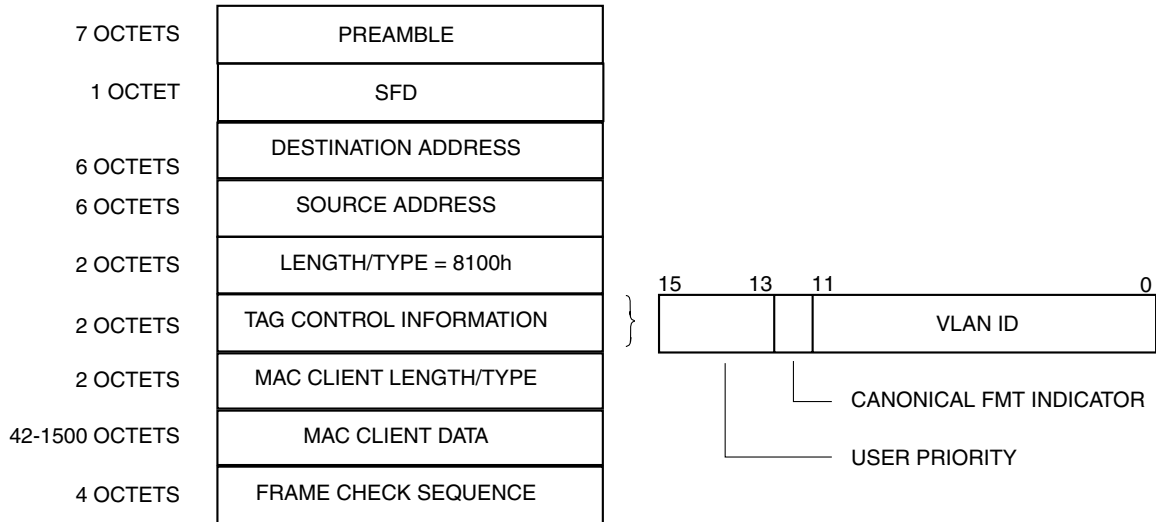 7 OCTETS PREAMBLE
1 OCTET SFD
6 OCTETS DESTINATION ADDRESS
6 OCTETS SOURCE ADDRESS
2 OCTETS LENGTH/TYPE = 8100h
2 OCTETS TAG CONTROL INFORMATION
2 OCTETS MAC CLIENT LENGTH/TYPE
42-1500 OCTETS MAC CLIENT DATA
4 OCTETS FRAME CHECK SEQUENCE
15 13 11 0
VLAN ID
CANONICAL FMT INDICATOR
USER PRIORITY